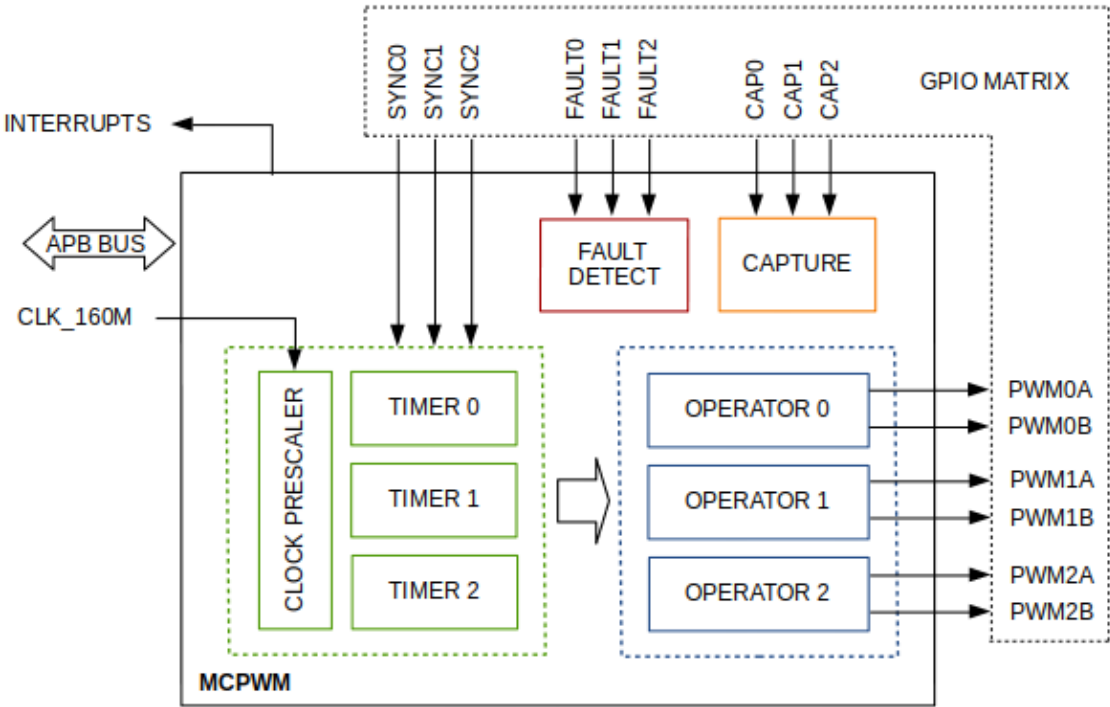 SYNC0
SYNC1
SYNC2
FAULT0
FAULT1
FAULT2
CAP0
CAP1
CAP2
GPIO MATRIX
INTERRUPTS
APB BUS
CLK_160M
FAULT
DETECT
CAPTURE
CLOCK PRESCALER
TIMER 0
TIMER 1
TIMER 2
OPERATOR 0
OPERATOR 1
OPERATOR 2
PWM0A
PWM0B
PWM1A
PWM1B
PWM2A
PWM2B
MCPWM